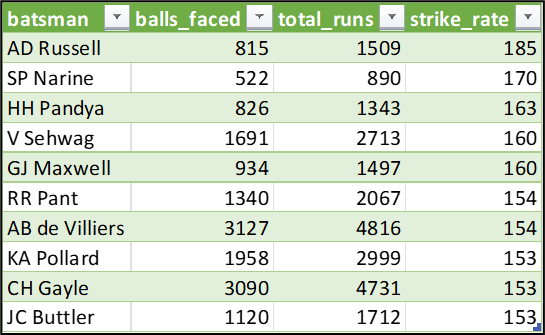 batsman balls_faced total_runs strike_rate
AD Russell 815 1509 185
SP Narine 522 890 170
HH Pandya 826 1343 163
V Sehwag 1691 2713 160
GJ Maxwell 934 1497 160
RR Pant 1340 2067 154
AB de Villiers 3127 4816 154
KA Pollard 1958 2999 153
CH Gayle 3090 4731 153
JC Buttler 1120 1712 153